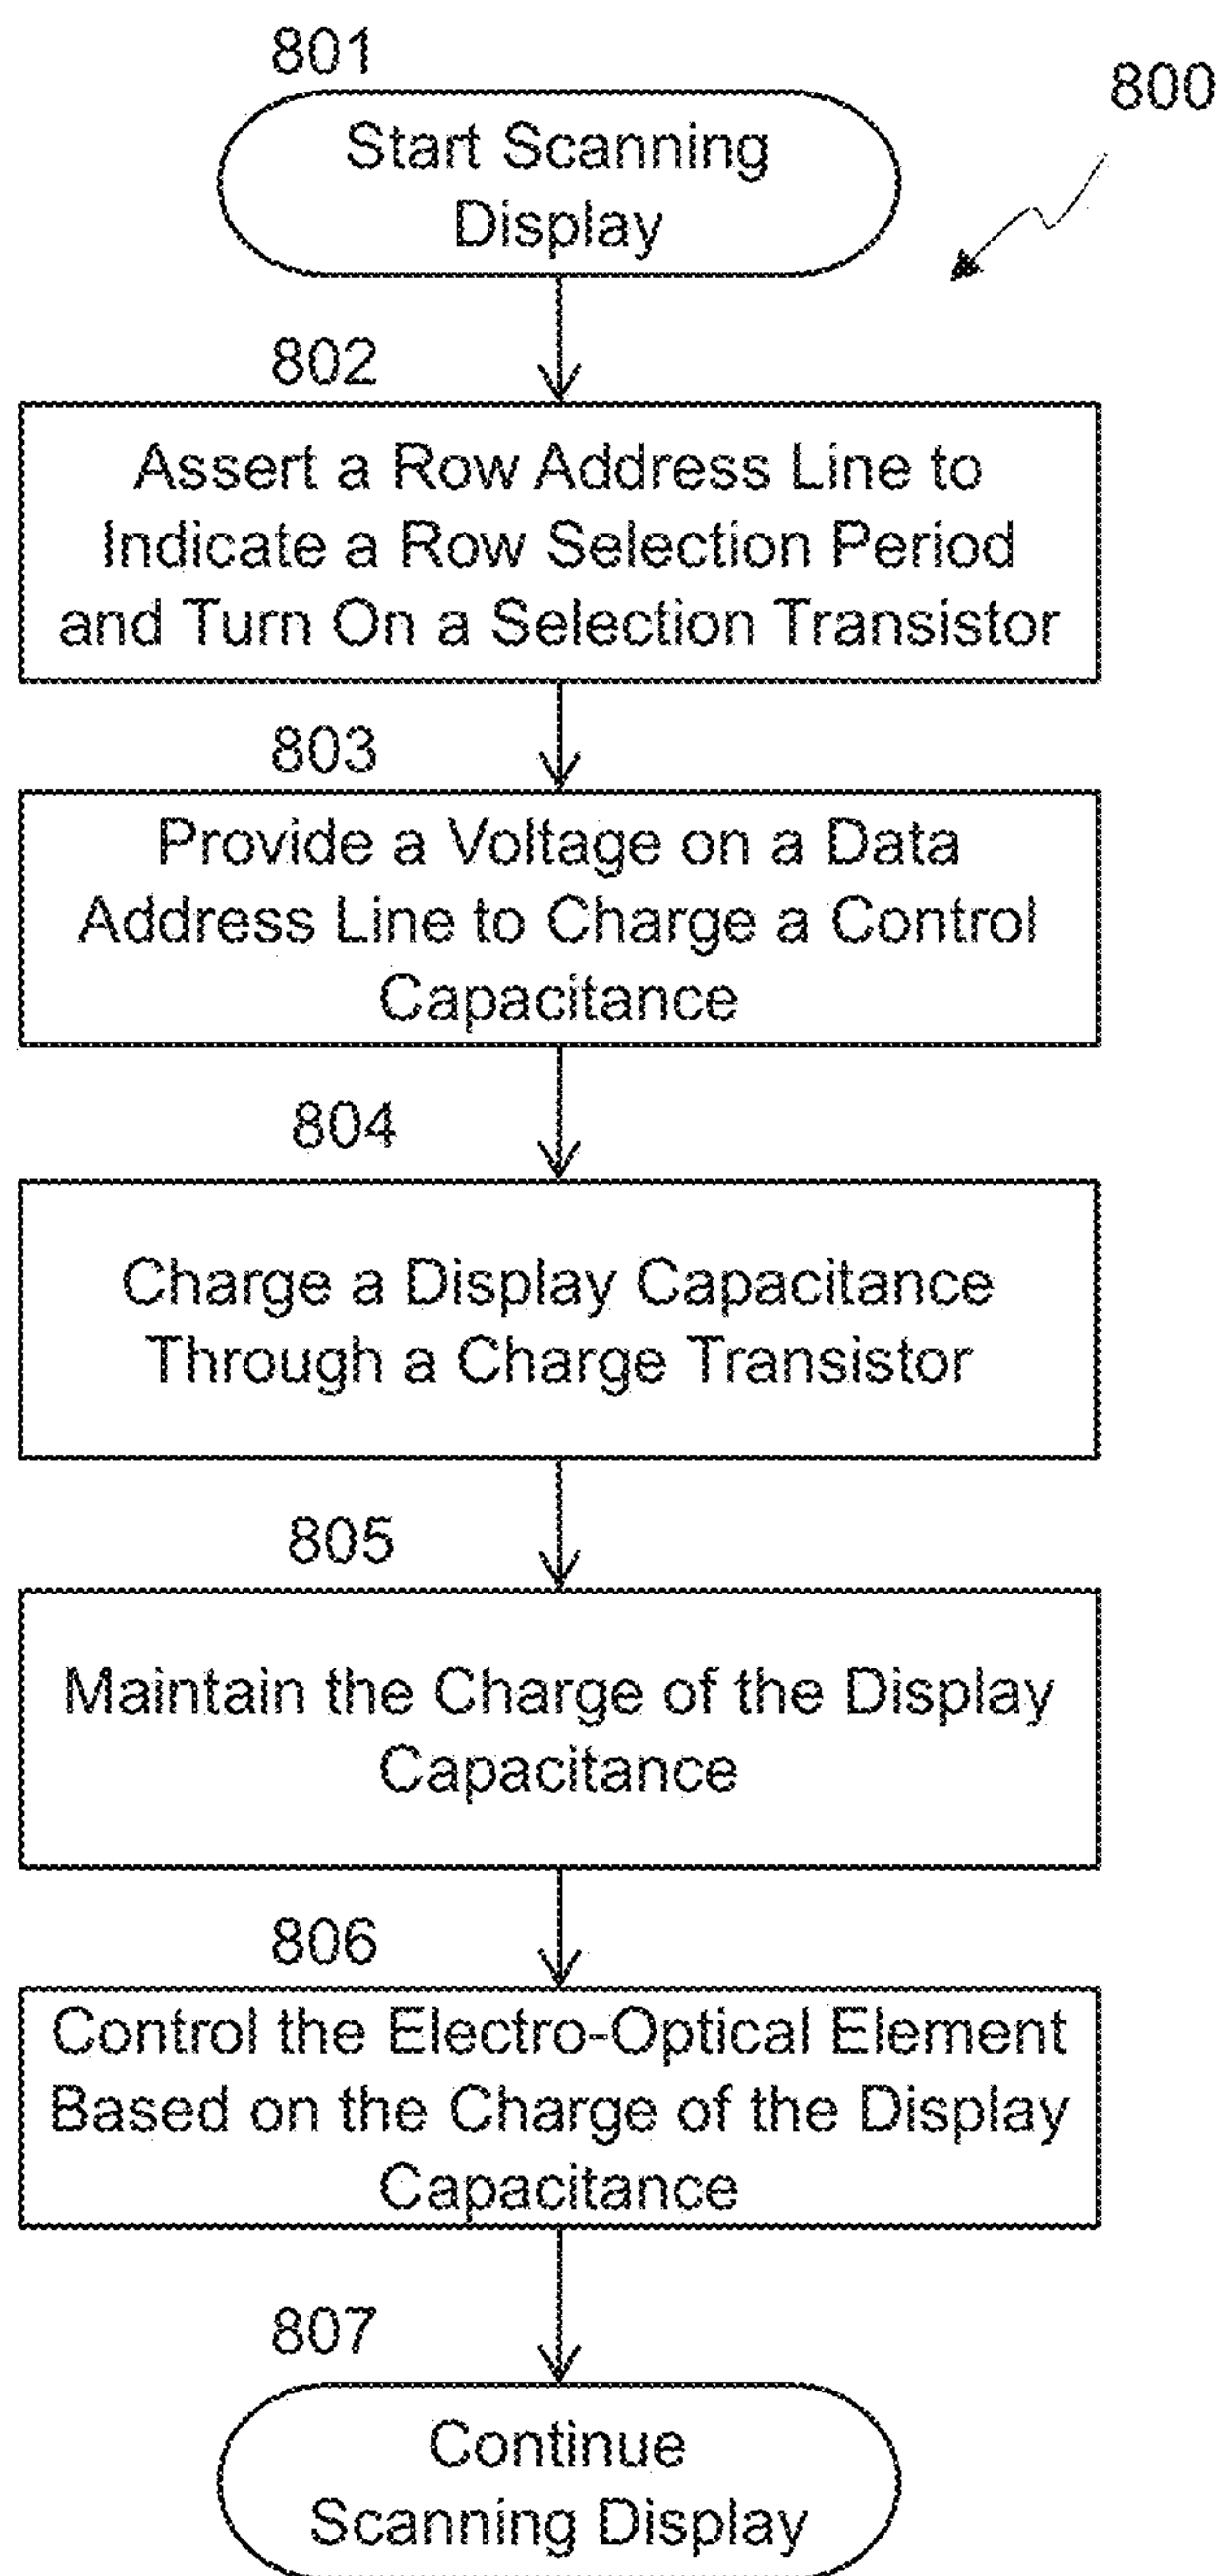 801
800
Start Scanning
Display
802
Assert a Row Address Line to
Indicate a Row Selection Period
and Turn On a Selection Transistor
803
Provide a Voltage on a Data
Address Line to Charge a Control
Capacitance
804
Charge a Display Capacitance
Through a Charge Transistor
805
Maintain the Charge of the Display
Capacitance
806
Control the Electro-Optical Element
Based on the Charge of the Display
Capacitance
807
Continue
Scanning Display